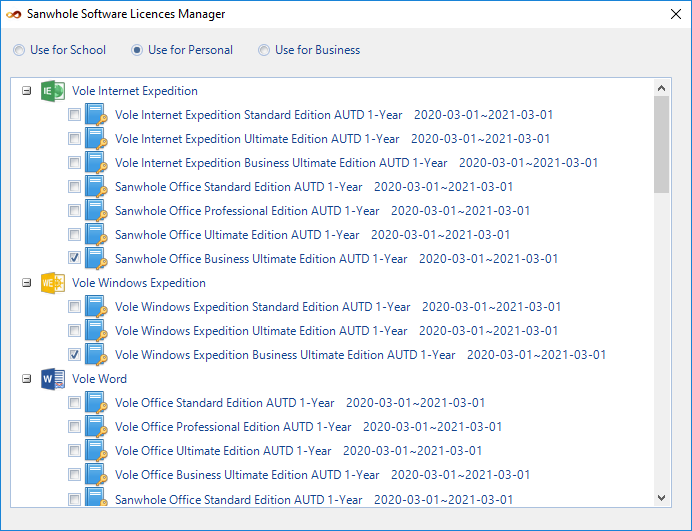 Sanwhole Software Licences Manager
Use for School Use for Personal Use for Business
IE Vole Internet Expedition
Vole Internet Expedition Standard Edition AUTD 1-Year 2020-03-01~2021-03-01
Vole Internet Expedition Ultimate Edition AUTD 1-Year 2020-03-01~2021-03-01
Vole Internet Expedition Business Ultimate Edition AUTD 1-Year 2020-03-01~2021-03-01
Sanwhole Office Standard Edition AUTD 1-Year 2020-03-01~2021-03-01
Sanwhole Office Professional Edition AUTD 1-Year 2020-03-01~2021-03-01
Sanwhole Office Ultimate Edition AUTD 1-Year 2020-03-01~2021-03-01
Sanwhole Office Business Ultimate Edition AUTD 1-Year 2020-03-01~2021-03-01
WE Vole Windows Expedition
Vole Windows Expedition Standard Edition AUTD 1-Year 2020-03-01~2021-03-01
Vole Windows Expedition Ultimate Edition AUTD 1-Year 2020-03-01~2021-03-01
Vole Windows Expedition Business Ultimate Edition AUTD 1-Year 2020-03-01~2021-03-01
W Vole Word
Vole Office Standard Edition AUTD 1-Year 2020-03-01~2021-03-01
Vole Office Professional Edition AUTD 1-Year 2020-03-01~2021-03-01
Vole Office Ultimate Edition AUTD 1-Year 2020-03-01~2021-03-01
Vole Office Business Ultimate Edition AUTD 1-Year 2020-03-01~2021-03-01
Sanwhole Office Standard Edition AUTD 1-Year 2020-03-01~2021-03-01